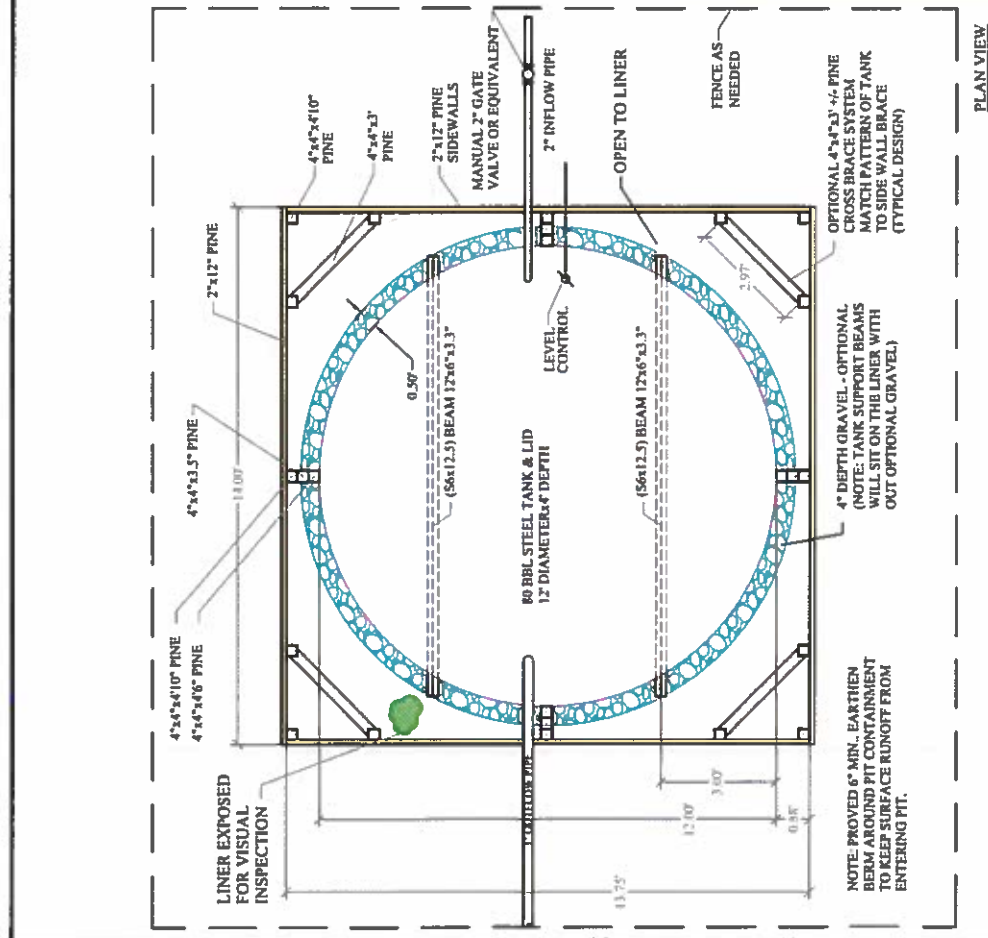 4"x4"x4'10"
PINE
4"x4"x3'
PINE
2"x12" PINE
SIDEWALLS
MANUAL 2" GATE
VALVE OR EQUIVALENT
2" INFLOW PIPE
OPEN TO LINER
FENCE AS
NEEDED
OPTIONAL 4"x4"x3' +/- PINE
CROSS BRACE SYSTEM
MATCH PATTERN OF TANK
TO SIDE WALL BRACE
(TYPICAL DESIGN)
PLAN VIEW
2"x12" PINE
4"x4"x3.5" PINE
14.00'
4"x4"x4'10" PINE
4"x4"x4'6" PINE
0.50'
(S6x12.5) BEAM 12'x6"x3.3"
LEVEL
CONTROL
80 BBL STEEL TANK & LID
12' DIAMETERx4' DEPTH
(S6x12.5) BEAM 12'x6"x3.3"
2.97'
4" DEPTH GRAVEL - OPTIONAL
(NOTE: TANK SUPPORT BEAMS
WILL SIT ON THE LINER WITH
OUT OPTIONAL GRAVEL)
LINER EXPOSED
FOR VISUAL
INSPECTION
OUTFLOW PIPE
3.00'
12.00'
0.88'
13.75'
NOTE: PROVED 6" MIN., EARTHEN
BERM AROUND PIT CONTAINMENT
TO KEEP SURFACE RUNOFF FROM
ENTERING PIT.